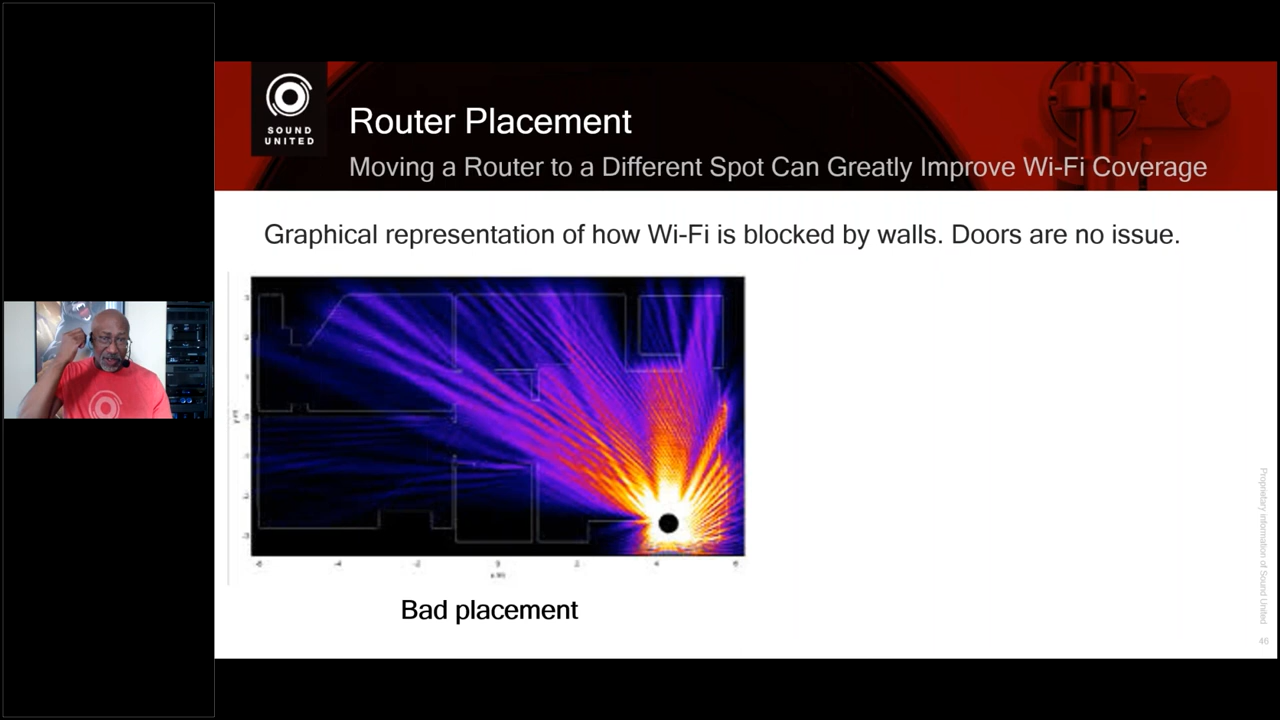 SOUND
UNITED
Router Placement
Moving a Router to a Different Spot Can Greatly Improve Wi-Fi Coverage
Graphical representation of how Wi-Fi is blocked by walls. Doors are no issue.
Bad placement
Proprietary information of Sound United
46